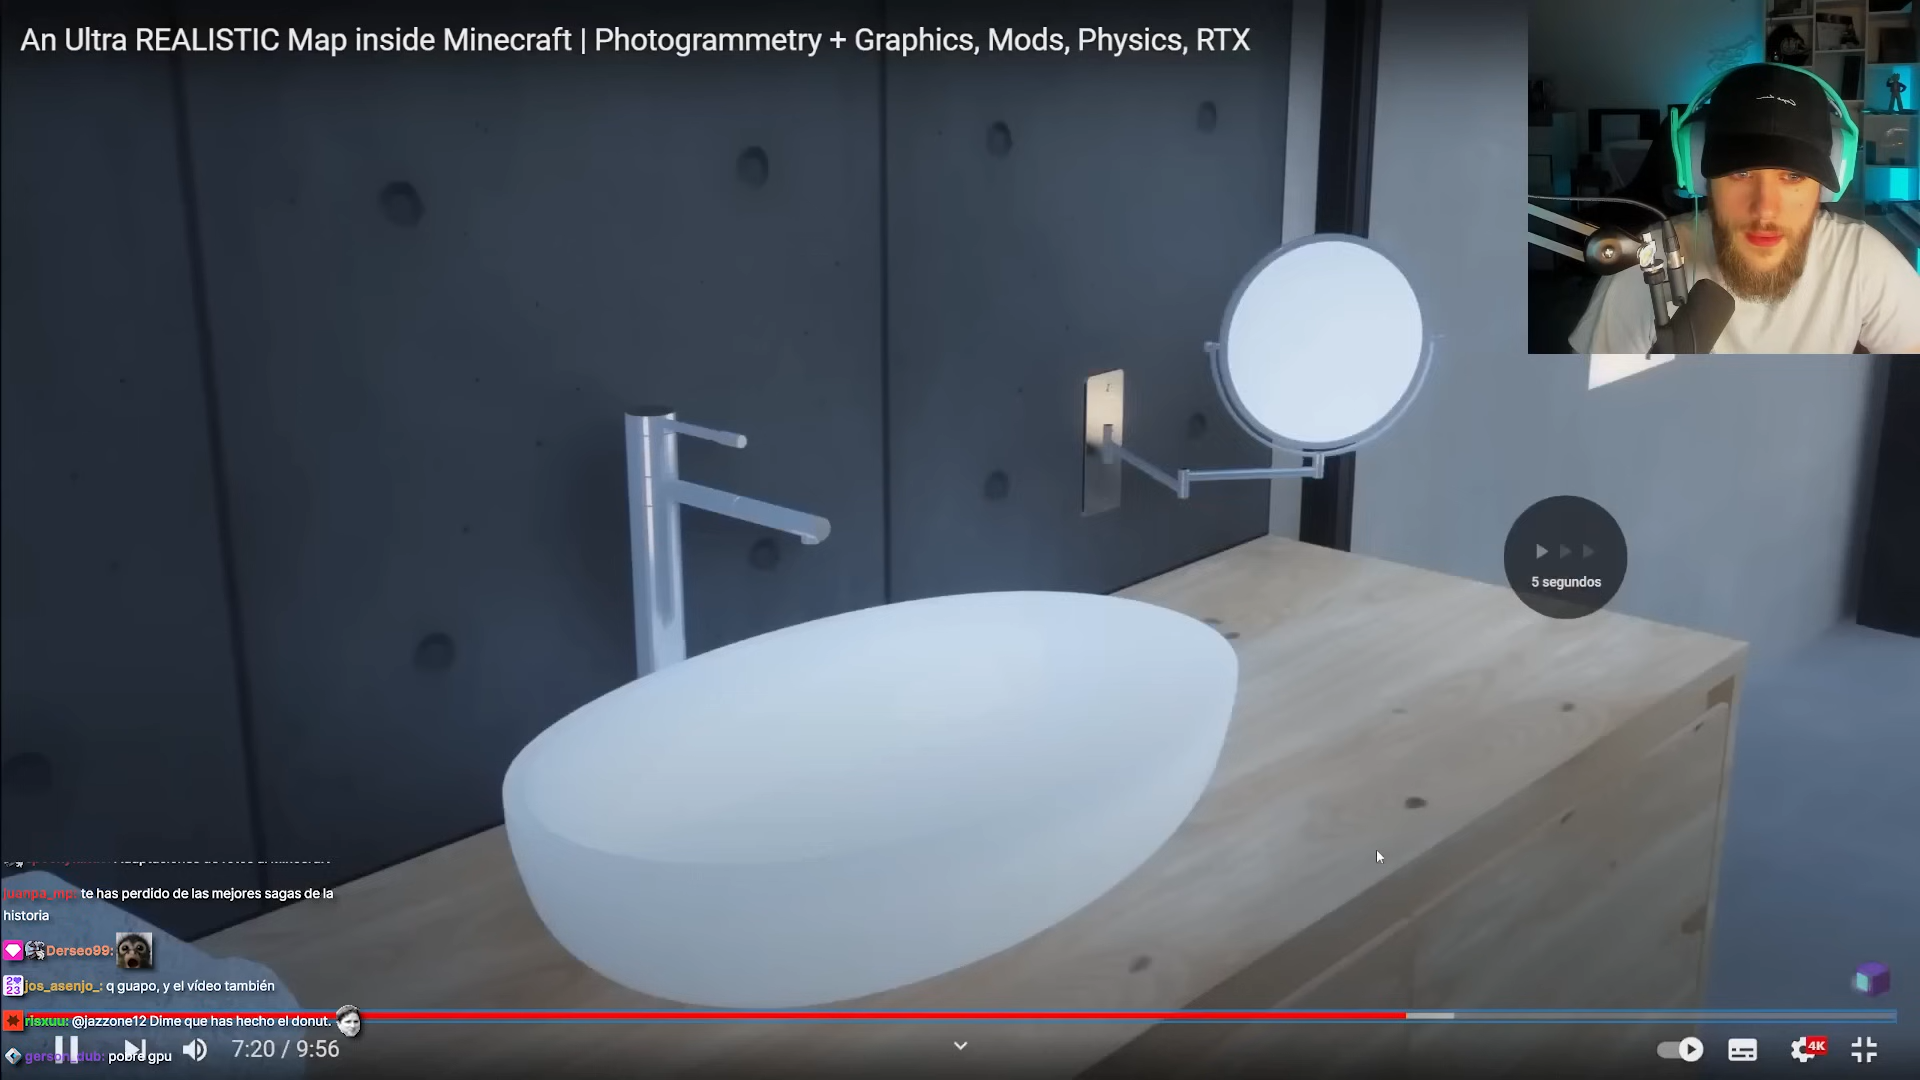 An Ultra REALISTIC Map inside Minecraft | Photogrammetry + Graphics, Mods, Physics, RTX
5 segundos
juanpa_mp: te has perdido de las mejores sagas de la
historia
Derseo99:
jos_asenjo_: q guapo, y el vídeo también
risxuu: @jazzone12 Dime que has hecho el donut.
gerson_dub: pobre gpu
7:20 / 9:56
4K